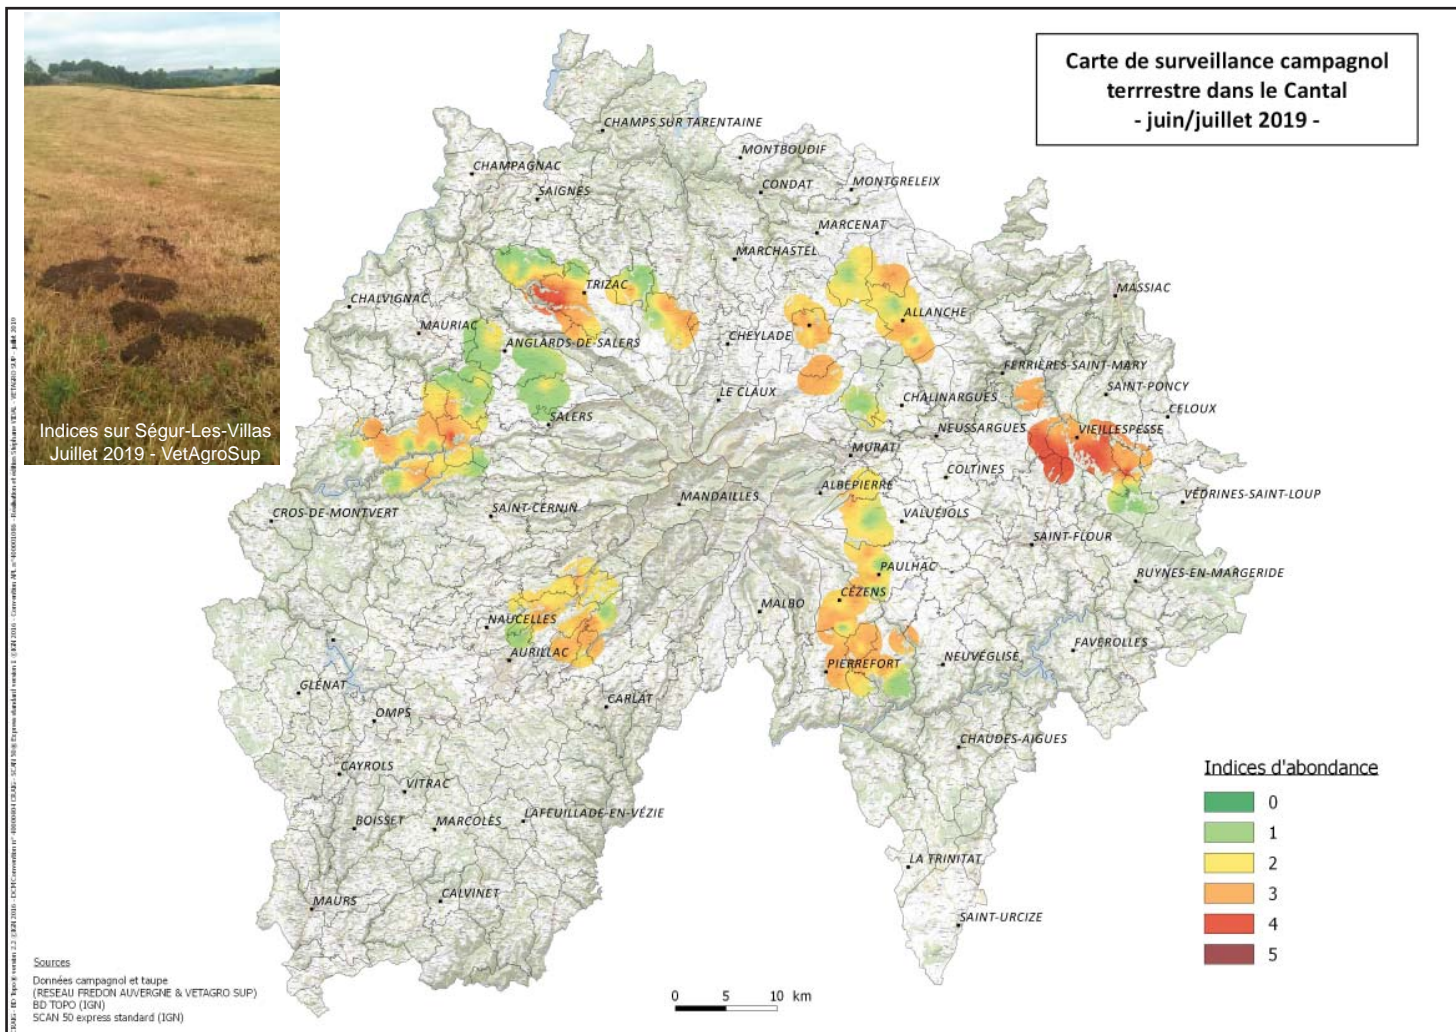 Carte de surveillance campagnol
terrrestre dans le Cantal
- juin/juillet 2019 -
Indices sur Ségur-Les-Villas
Juillet 2019 - VetAgroSup
CHAMPS SUR TARENTAINE
MONTBOUDIF
CHAMPAGNAC
CONDAT
MONTGRELEIX
SAIGNES
MARCENAT
MARCHASTEL
TRIZAC
MASSIAC
CHALVIGNAC
ALLANCHE
MAURIAC
CHEYLADE
ANGLARDS-DE-SALERS
FERRIÈRES-SAINT-MARY
SAINT-PONCY
LE CLAUX
CHALINARGUES
CELOUX
SALERS
NEUSSARGUES
VIEILLESPESSE
MURAT
COLTINES
ALBEPIERRE
MANDAILLES
VÉDRINES-SAINT-LOUP
CROS-DE-MONTVERT
SAINT-CERNIN
VALUÉJOLS
SAINT-FLOUR
PAULHAC
RUYNES-EN-MARGERIDE
CÉZENS
MALBO
NAUCELLES
FAVEROLLES
AURILLAC
NEUVÉGLISE
PIERREFORT
GLÉNAT
CARLAT
OMPS
CHAUDES-AIGUES
CAYROLS
VITRAC
LAFEUILLADE-EN-VÉZIE
BOISSET
MARCOLÈS
LA TRINITAT
CALVINET
MAURS
SAINT-URCIZE
Indices d'abondance
0
1
2
3
4
5
Sources
Données campagnol et taupe
(RESEAU FREDON AUVERGNE & VETAGRO SUP)
BD TOPO (IGN)
SCAN 50 express standard (IGN)
0 5 10 km